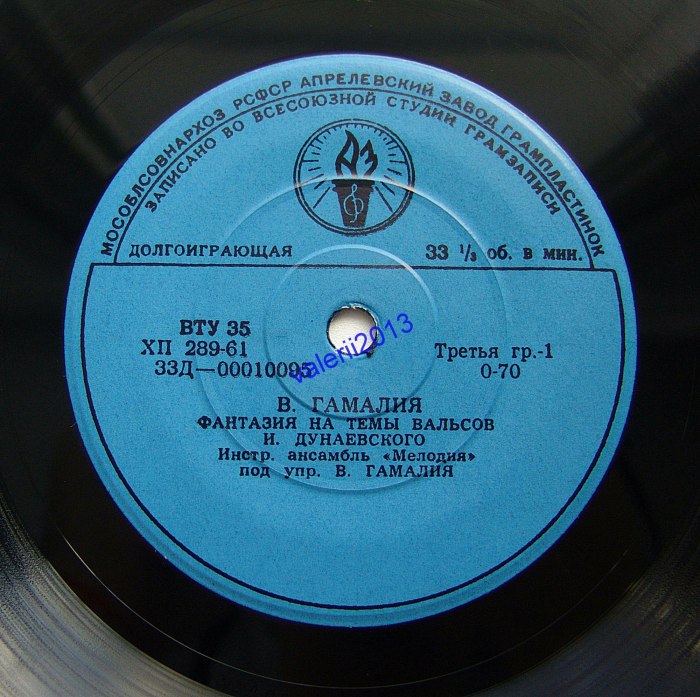 МОСОБЛСОВНАРХОЗ РСФСР АПРЕЛЕВСКИЙ ЗАВОД ГРАМПЛАСТИНОК
ЗАПИСАНО ВО ВСЕСОЮЗНОЙ СТУДИИ ГРАМЗАПИСИ
АЗ
ДОЛГОИГРАЮЩАЯ 33 1/3 об. в мин.
ВТУ 35
ХП 289-61 Третья гр.-1
33Д—00010095 0-70
valerii2013
В. ГАМАЛИЯ
ФАНТАЗИЯ НА ТЕМЫ ВАЛЬСОВ
И. ДУНАЕВСКОГО
Инстр. ансамбль «Мелодия»
под упр. В. ГАМАЛИЯ